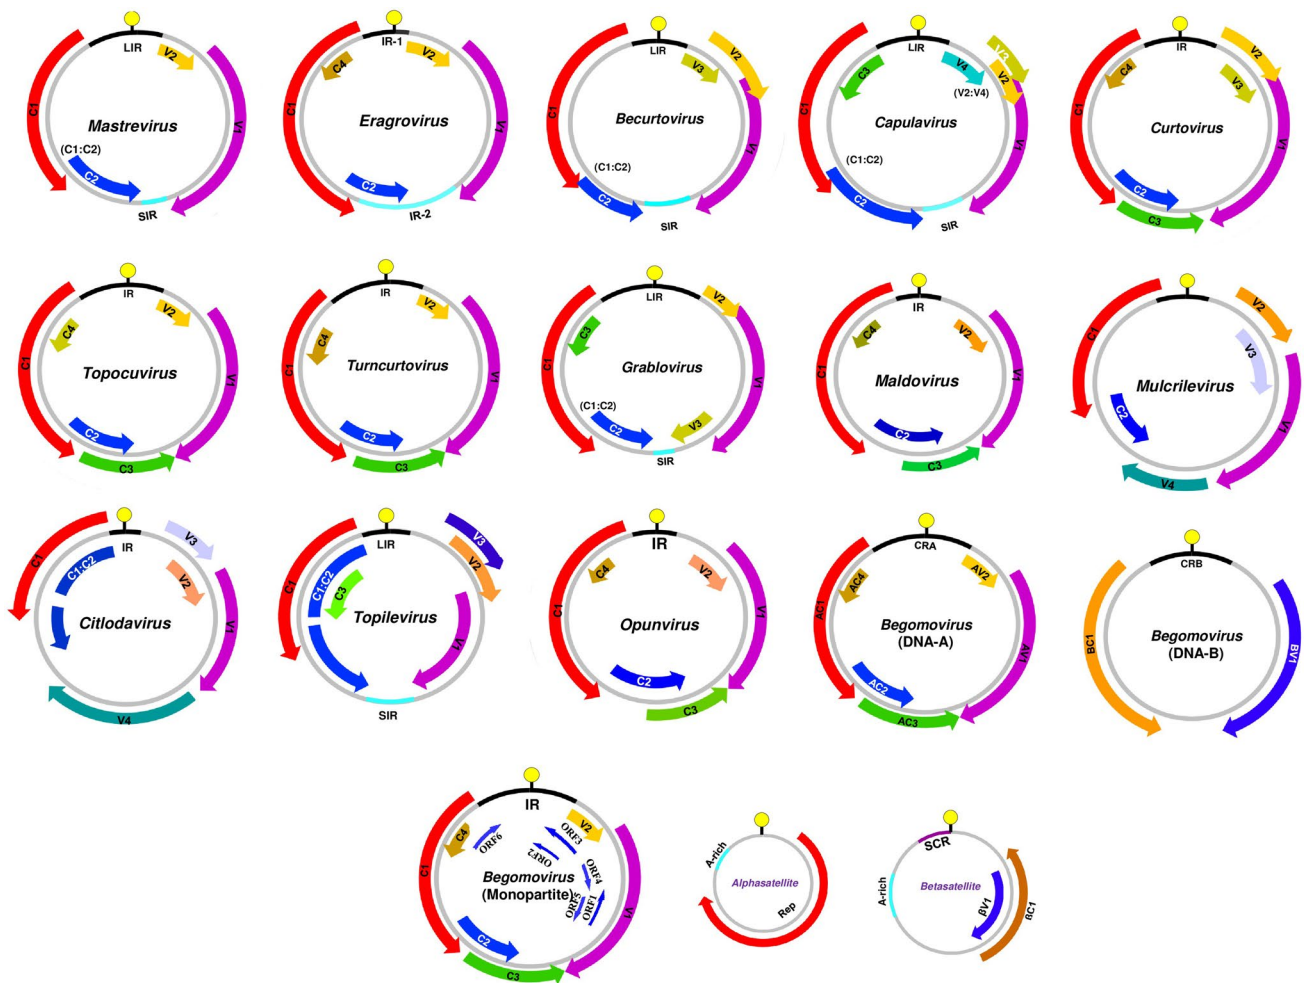 LIR
V2
C1
V1
Mastrevirus
(C1:C2)
C2
SIR
IR-1
C4
V2
C1
V1
Eragrovirus
C2
IR-2
LIR
V2
V3
C1
V1
Becurtovirus
(C1:C2)
C2
SIR
LIR
V3
V4
V2
(V2:V4)
C3
C1
V1
Capulavirus
(C1:C2)
C2
SIR
IR
V2
V3
C4
C1
V1
Curtovirus
C2
C3
IR
V2
C4
C1
V1
Topocuvirus
C2
C3
IR
V2
C4
C1
V1
Turncurtovirus
C2
C3
LIR
V2
C3
C1
V1
Grablovirus
(C1:C2)
C2
V3
SIR
IR
V2
C4
C1
V1
Maldovirus
C2
C3
V2
V3
C1
Mulcrilevirus
C2
V1
V4
IR
V3
C1
C1:C2
V2
Citlodavirus
V1
V4
LIR
V3
V2
C1
C1:C2
C3
Topilevirus
V1
SIR
IR
C4
V2
C1
V1
Opunvirus
C2
C3
CRA
AC4
AV2
AC1
Begomovirus
(DNA-A)
AV1
AC2
AC3
CRB
BC1
Begomovirus
(DNA-B)
BV1
IR
C4
ORF6
V2
ORF3
ORF2
ORF4
C1
Begomovirus
(Monopartite)
ORF5
ORF1
V1
C2
C3
A-rich
Alphasatellite
Rep
SCR
A-rich
Betasatellite
βV1
βC1